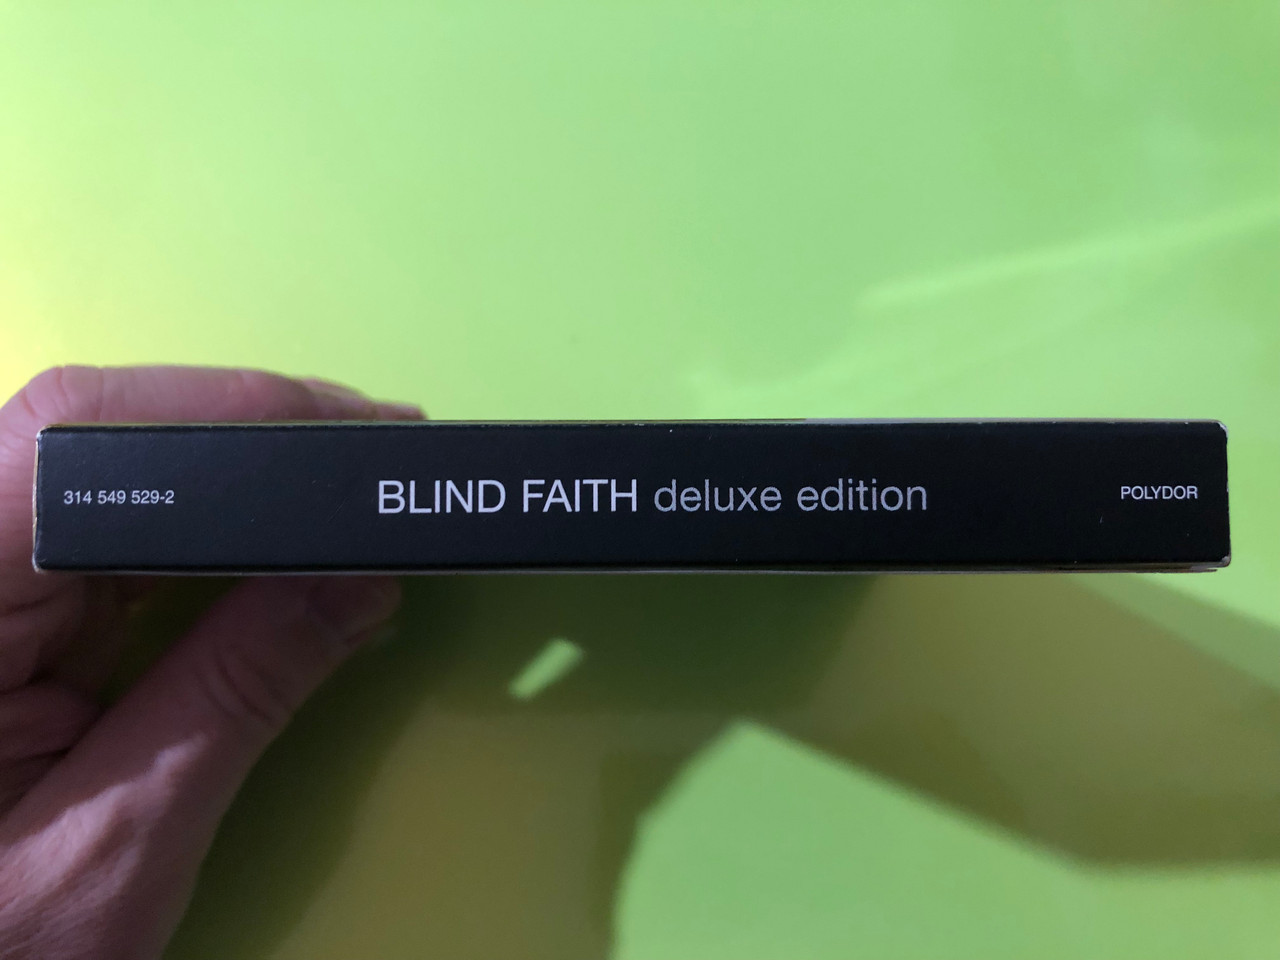 314 549 529-2
BLIND FAITH deluxe edition
POLYDOR